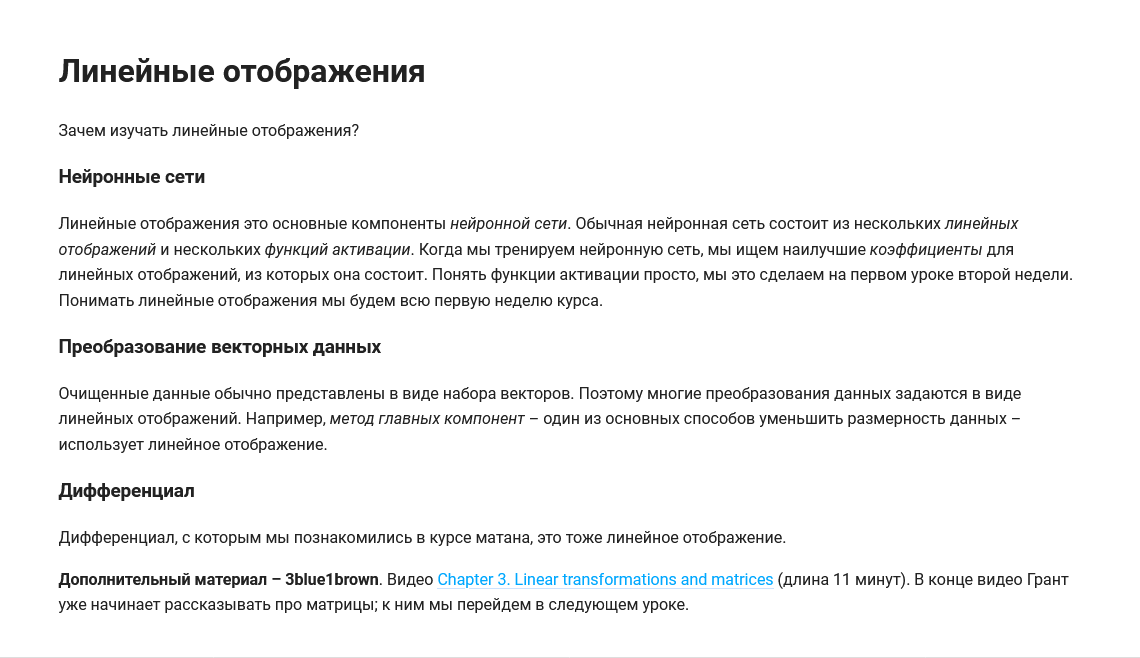 Линейные отображения
Зачем изучать линейные отображения?
Нейронные сети
Линейные отображения это основные компоненты нейронной сети. Обычная нейронная сеть состоит из нескольких линейных
отображений и нескольких функций активации. Когда мы тренируем нейронную сеть, мы ищем наилучшие коэффициенты для
линейных отображений, из которых она состоит. Понять функции активации просто, мы это сделаем на первом уроке второй недели.
Понимать линейные отображения мы будем всю первую неделю курса.
Преобразование векторных данных
Очищенные данные обычно представлены в виде набора векторов. Поэтому многие преобразования данных задаются в виде
линейных отображений. Например, метод главных компонент – один из основных способов уменьшить размерность данных –
использует линейное отображение.
Дифференциал
Дифференциал, с которым мы познакомились в курсе матана, это тоже линейное отображение.
Дополнительный материал – 3blue1brown. Видео Chapter 3. Linear transformations and matrices (длина 11 минут). В конце видео Грант
уже начинает рассказывать про матрицы; к ним мы перейдем в следующем уроке.